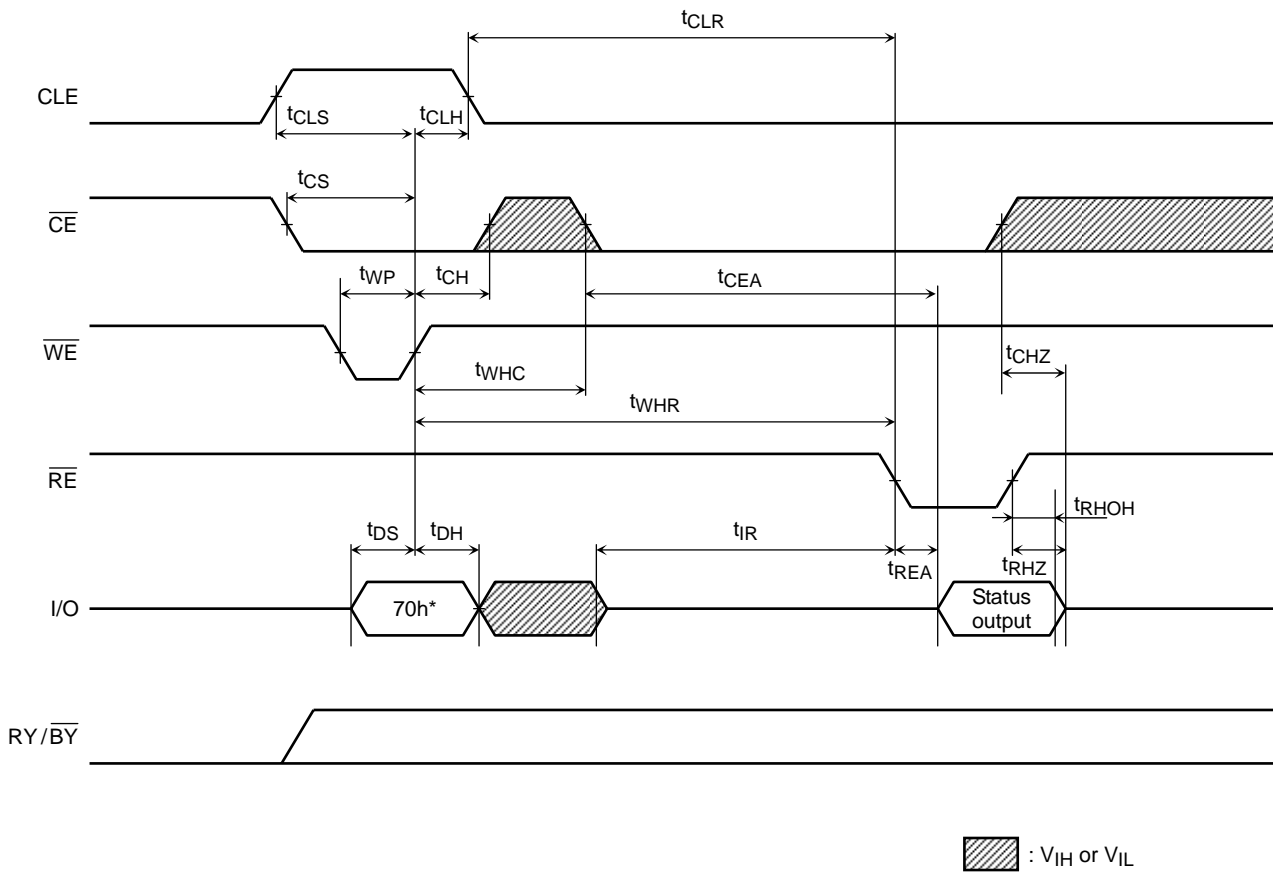 tCLR
CLE
tCLS
tCLH
tCS
CE
tWP
tCH
tCEA
WE
tCHZ
tWHC
tWHR
RE
tRHOH
tDS
tDH
tIR
tREA
tRHZ
I/O
70h*
Status
output
RY/BY
: VIH or VIL